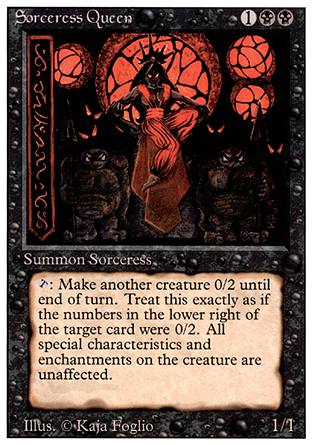 Sorceress Queen 1
Summon Sorceress
: Make another creature 0/2 until
end of turn. Treat this exactly as if
the numbers in the lower right of
the target card were 0/2. All
special characteristics and
enchantments on the creature are
unaffected.
Illus. © Kaja Foglio 1/1